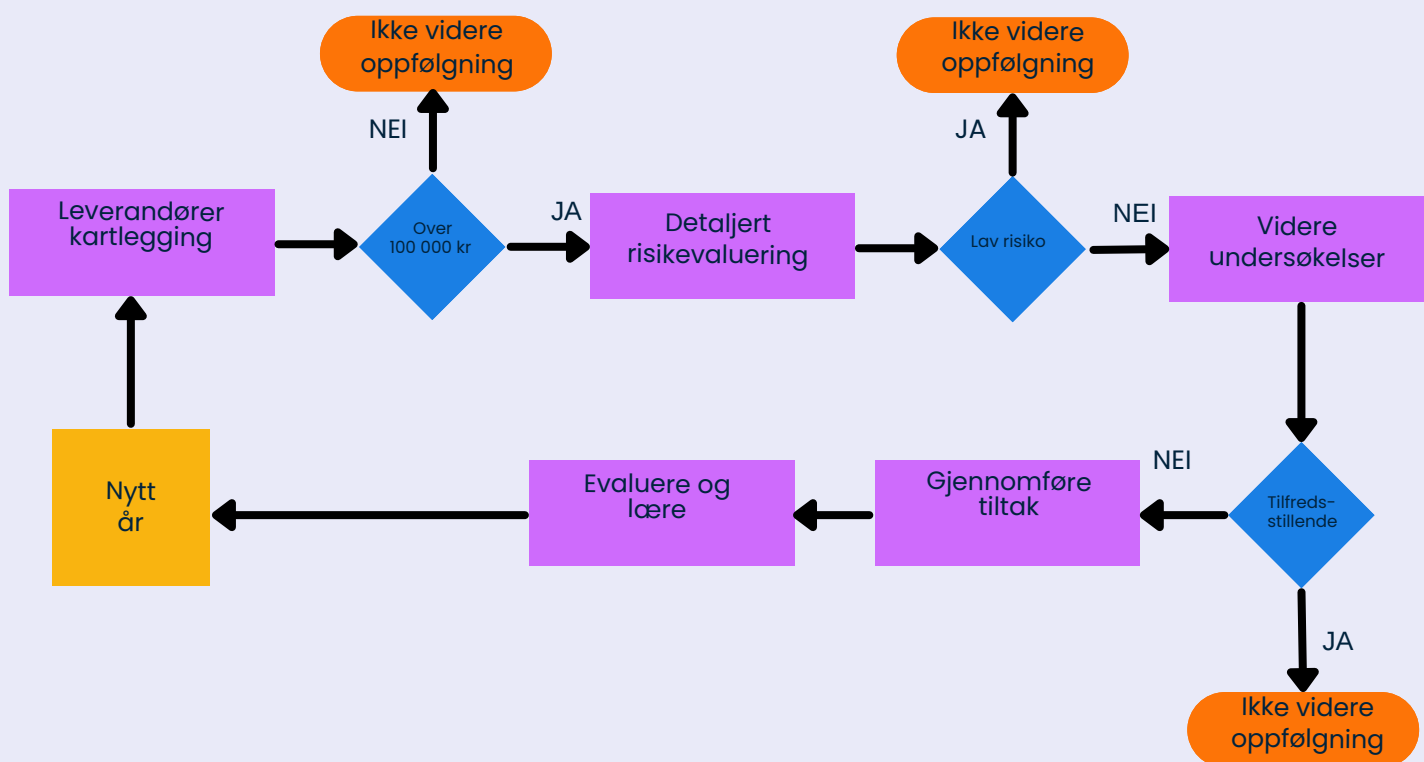 Ikke videre
oppfølgning
Ikke videre
oppfølgning
NEI
JA
Leverandører
kartlegging
Over
100 000 kr
JA
Detaljert
risikevaluering
Lav risiko
NEI
Videre
undersøkelser
Nytt
år
Evaluere og
lære
Gjennomføre
tiltak
NEI
Tilfreds-
stillende
JA
Ikke videre
oppfølgning